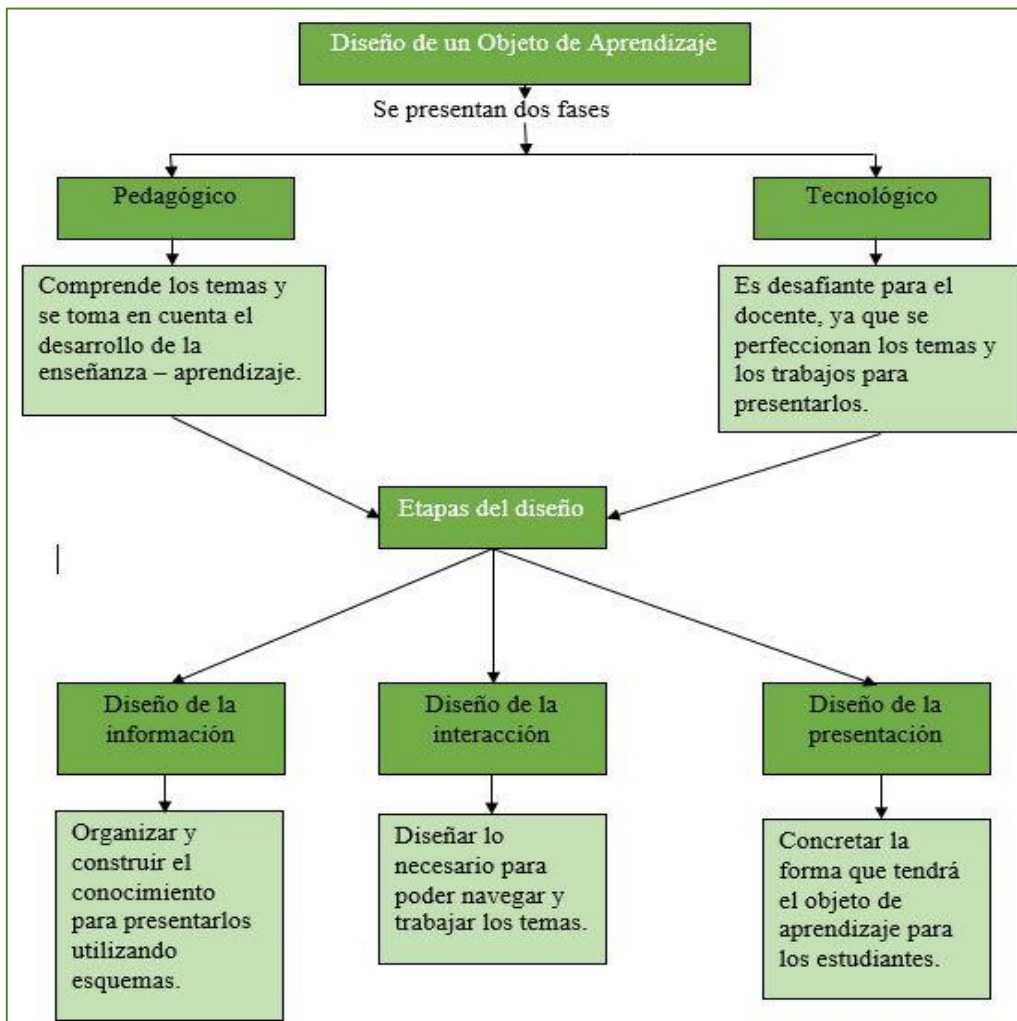 Diseño de un Objeto de Aprendizaje
Se presentan dos fases
Pedagógico
Tecnológico
Comprende los temas y
se toma en cuenta el
desarrollo de la
enseñanza – aprendizaje.
Es desafiante para el
docente, ya que se
perfeccionan los temas y
los trabajos para
presentarlos.
Etapas del diseño
Diseño de la
información
Diseño de la
interacción
Diseño de la
presentación
Organizar y
construir el
conocimiento
para presentarlos
utilizando
esquemas.
Diseñar lo
necesario para
poder navegar y
trabajar los temas.
Concretar la
forma que tendrá
el objeto de
aprendizaje para
los estudiantes.